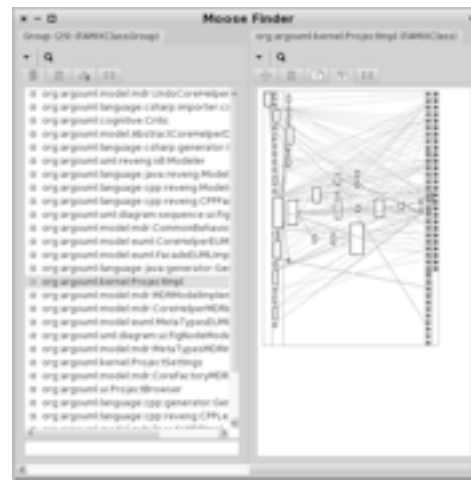 Moose Finder
Group (29) (FAMIXClassGroup)
org.argouml.kernel.ProjectImpl (FAMIXClass)
org.argouml.model.mdr.UndoCoreHelper
org.argouml.language.csharp.importer.cs
org.argouml.cognitive.Critic
org.argouml.model.AbstractCoreHelperD
org.argouml.language.csharp.generator
org.argouml.uml.reveng.idl.Modeler
org.argouml.language.java.reveng.Model
org.argouml.language.cpp.reveng.Model
org.argouml.language.cpp.reveng.CPPPar
org.argouml.uml.diagram.sequence.ui.Fig
org.argouml.model.mdr.CommonBehavio
org.argouml.model.euml.CoreHelperEUM
org.argouml.model.euml.FacadeEUMLImp
org.argouml.language.java.generator.Ge
org.argouml.kernel.ProjectImpl
org.argouml.model.mdr.MDRModelImplem
org.argouml.model.mdr.CoreHelperMDR
org.argouml.model.euml.MetaTypesEUM
org.argouml.uml.diagram.ui.FigNodeMode
org.argouml.model.mdr.MetaTypesMDR
org.argouml.kernel.ProjectSettings
org.argouml.model.mdr.CoreFactoryMDR
org.argouml.ui.ProjectBrowser
org.argouml.language.cpp.generator.Ge
org.argouml.language.cpp.reveng.CPPLe